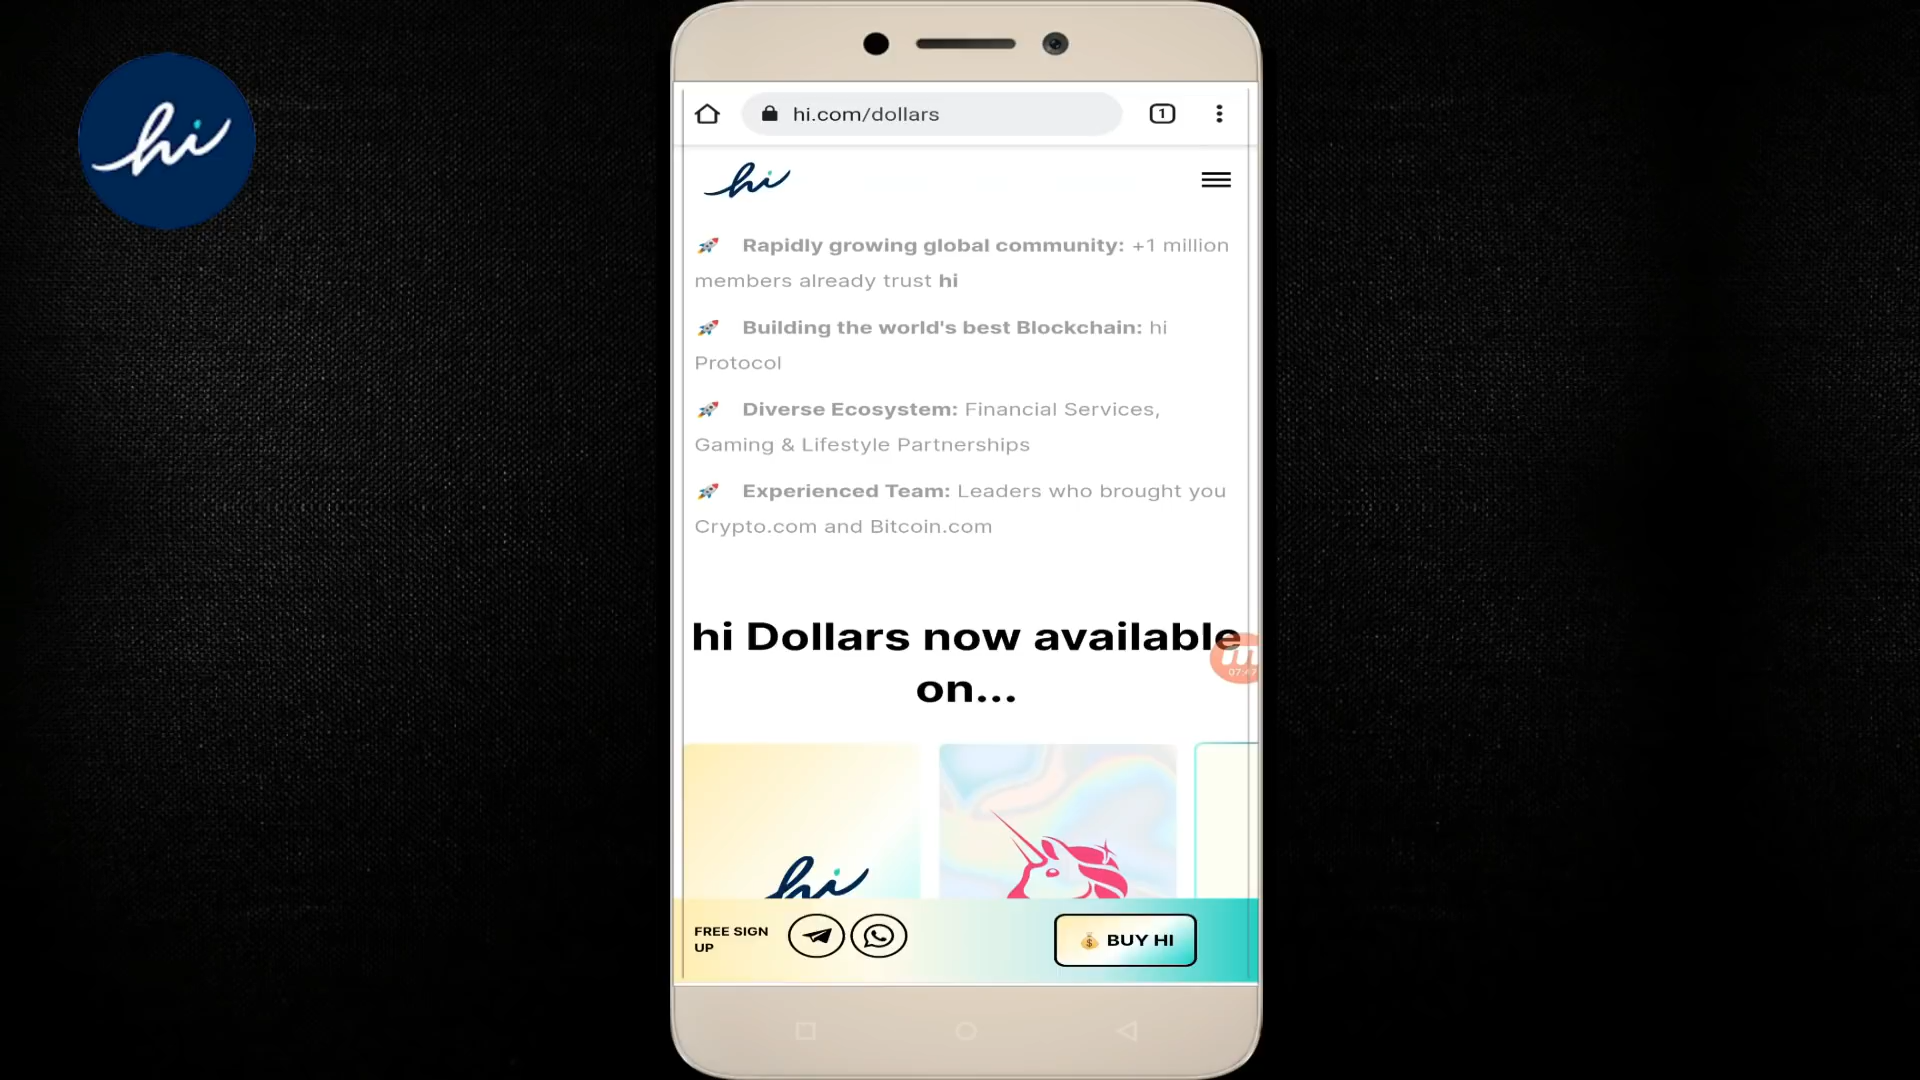 hi
1
hi.com/dollars
hi
🚀 Rapidly growing global community: +1 million
members already trust hi
🚀 Building the world's best Blockchain: hi
Protocol
🚀 Diverse Ecosystem: Financial Services,
Gaming & Lifestyle Partnerships
🚀 Experienced Team: Leaders who brought you
Crypto.com and Bitcoin.com
hi Dollars now available
on...
hi
FREE SIGN
UP
💰 BUY HI